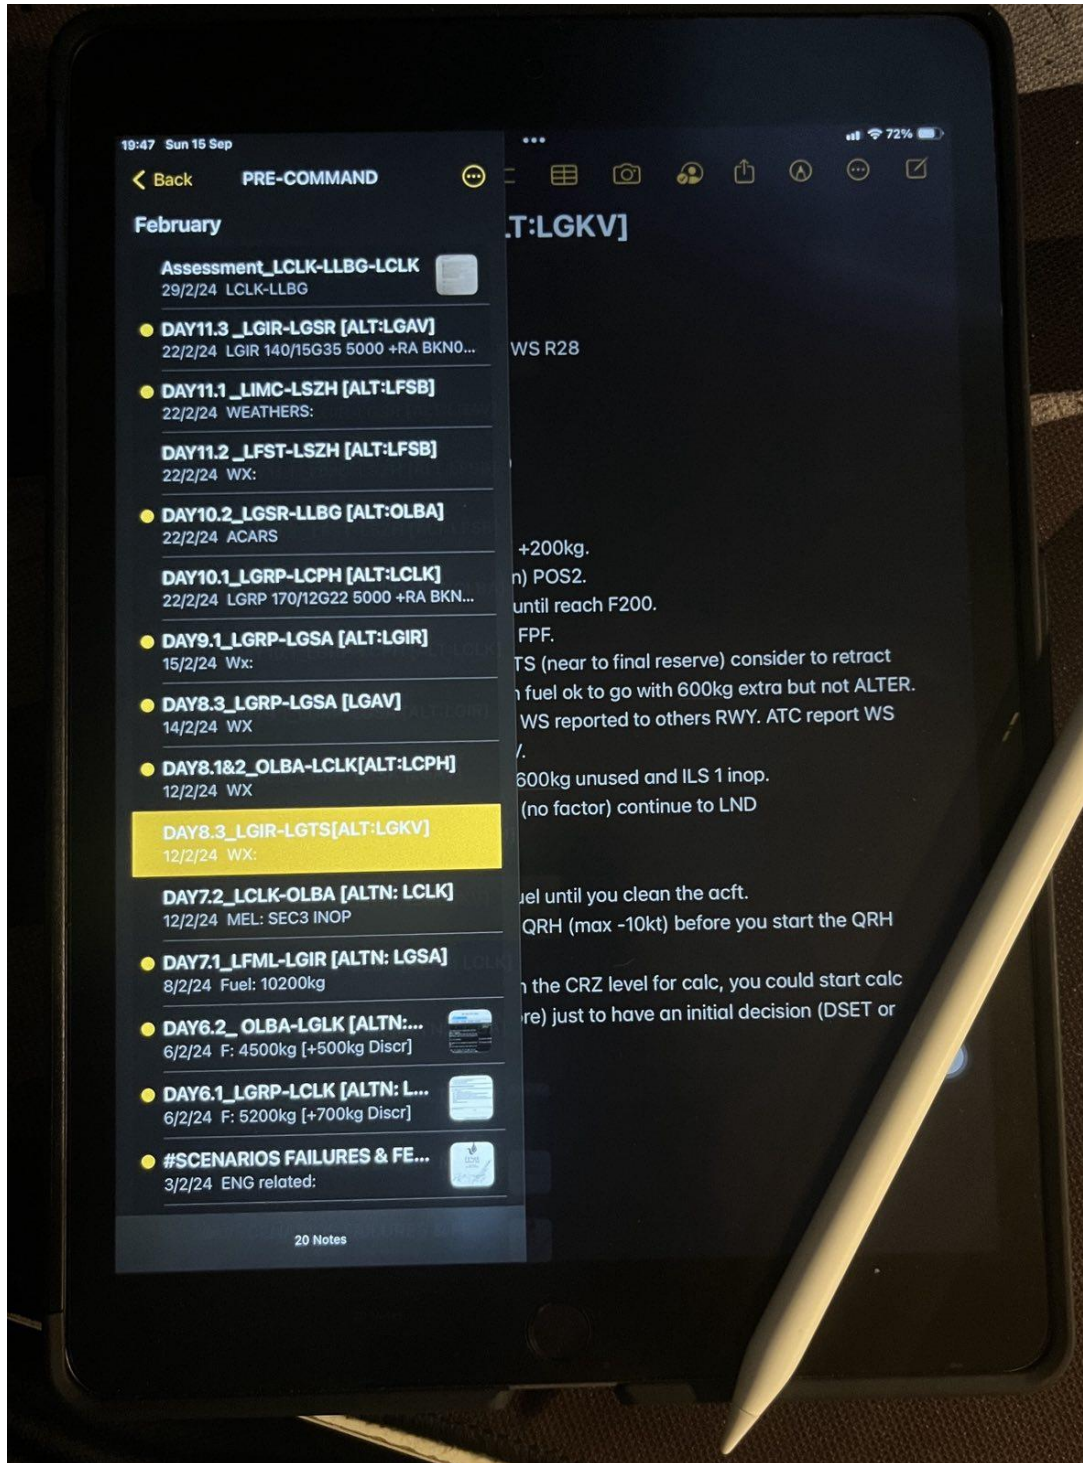 19:47 Sun 15 Sep
72%
Back
PRE-COMMAND
February
Assessment_LCLK-LLBG-LCLK
29/2/24 LCLK-LLBG
DAY11.3 _LGIR-LGSR [ALT:LGAV]
22/2/24 LGIR 140/15G35 5000 +RA BKN0...
DAY11.1 _LIMC-LSZH [ALT:LFSB]
22/2/24 WEATHERS:
DAY11.2 _LFST-LSZH [ALT:LFSB]
22/2/24 WX:
DAY10.2_LGSR-LLBG [ALT:OLBA]
22/2/24 ACARS
DAY10.1_LGRP-LCPH [ALT:LCLK]
22/2/24 LGRP 170/12G22 5000 +RA BKN...
DAY9.1_LGRP-LGSA [ALT:LGIR]
15/2/24 Wx:
DAY8.3_LGRP-LGSA [LGAV]
14/2/24 WX
DAY8.1&2_OLBA-LCLK[ALT:LCPH]
12/2/24 WX
DAY8.3_LGIR-LGTS[ALT:LGKV]
12/2/24 WX:
DAY7.2_LCLK-OLBA [ALTN: LCLK]
12/2/24 MEL: SEC3 INOP
DAY7.1_LFML-LGIR [ALTN: LGSA]
8/2/24 Fuel: 10200kg
DAY6.2_ OLBA-LGLK [ALTN:...
6/2/24 F: 4500kg [+500kg Discr]
DAY6.1_LGRP-LCLK [ALTN: L...
6/2/24 F: 5200kg [+700kg Discr]
#SCENARIOS FAILURES & FE...
3/2/24 ENG related:
20 Notes
LT:LGKV]
WS R28
+200kg.
n) POS2.
until reach F200.
FPF.
TS (near to final reserve) consider to retract
fuel ok to go with 600kg extra but not ALTER.
WS reported to others RWY. ATC report WS
600kg unused and ILS 1 inop.
(no factor) continue to LND
uel until you clean the acft.
QRH (max -10kt) before you start the QRH
the CRZ level for calc, you could start calc
re) just to have an initial decision (DSET or